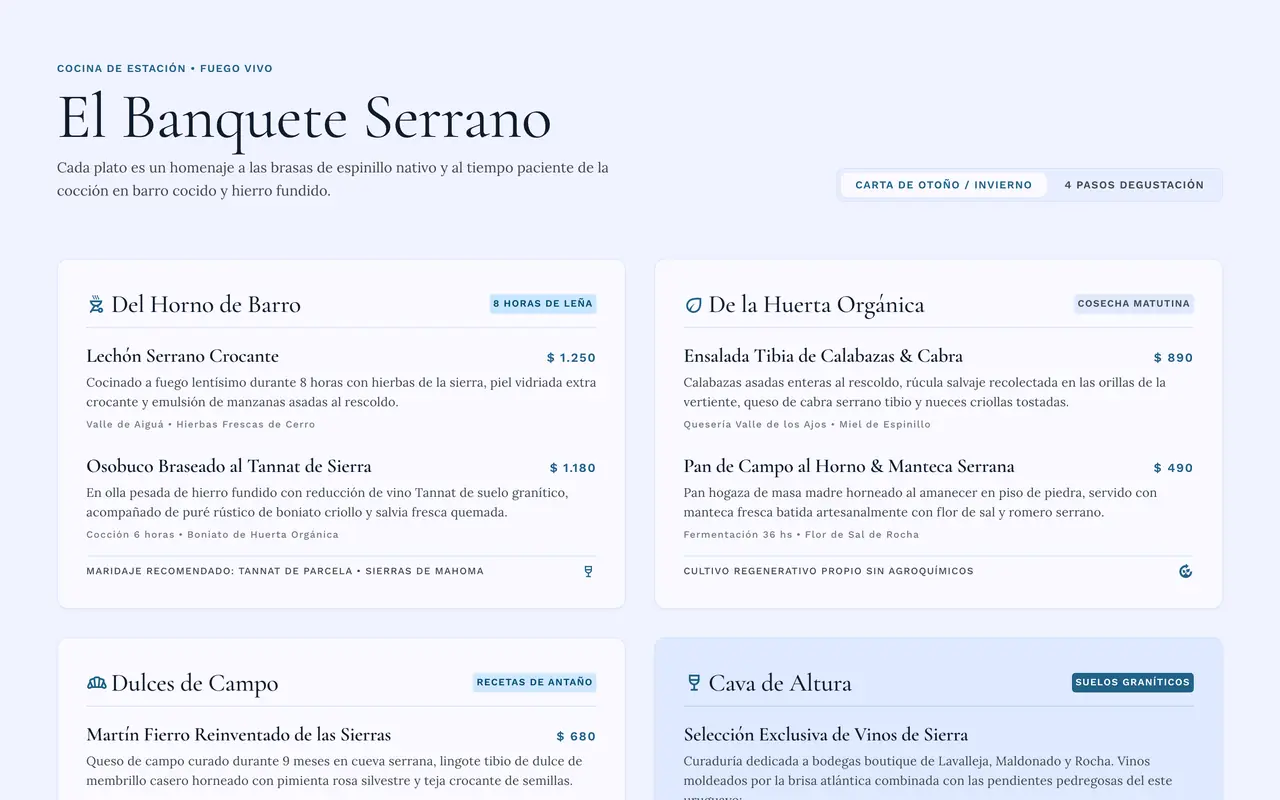 COCINA DE ESTACIÓN • FUEGO VIVO
El Banquete Serrano
Cada plato es un homenaje a las brasas de espinillo nativo y al tiempo paciente de la
cocción en barro cocido y hierro fundido.
CARTA DE OTOÑO / INVIERNO
4 PASOS DEGUSTACIÓN
Del Horno de Barro
8 HORAS DE LEÑA
Lechón Serrano Crocante
$ 1.250
Cocinado a fuego lentísimo durante 8 horas con hierbas de la sierra, piel vidriada extra
crocante y emulsión de manzanas asadas al rescoldo.
Valle de Aiguá • Hierbas Frescas de Cerro
Osobuco Braseado al Tannat de Sierra
$ 1.180
En olla pesada de hierro fundido con reducción de vino Tannat de suelo granítico,
acompañado de puré rústico de boniato criollo y salvia fresca quemada.
Cocción 6 horas • Boniato de Huerta Orgánica
MARIDAJE RECOMENDADO: TANNAT DE PARCELA • SIERRAS DE MAHOMA
De la Huerta Orgánica
COSECHA MATUTINA
Ensalada Tibia de Calabazas & Cabra
$ 890
Calabazas asadas enteras al rescoldo, rúcula salvaje recolectada en las orillas de la
vertiente, queso de cabra serrano tibio y nueces criollas tostadas.
Quesería Valle de los Ajos • Miel de Espinillo
Pan de Campo al Horno & Manteca Serrana
$ 490
Pan hogaza de masa madre horneado al amanecer en piso de piedra, servido con
manteca fresca batida artesanalmente con flor de sal y romero serrano.
Fermentación 36 hs • Flor de Sal de Rocha
CULTIVO REGENERATIVO PROPIO SIN AGROQUÍMICOS
Dulces de Campo
RECETAS DE ANTAÑO
Martín Fierro Reinventado de las Sierras
$ 680
Queso de campo curado durante 9 meses en cueva serrana, lingote tibio de dulce de
membrillo casero horneado con pimienta rosa silvestre y teja crocante de semillas.
Cava de Altura
SUELOS GRANÍTICOS
Selección Exclusiva de Vinos de Sierra
Curaduría dedicada a bodegas boutique de Lavalleja, Maldonado y Rocha. Vinos
moldeados por la brisa atlántica combinada con las pendientes pedregosas del este
uruguayo: